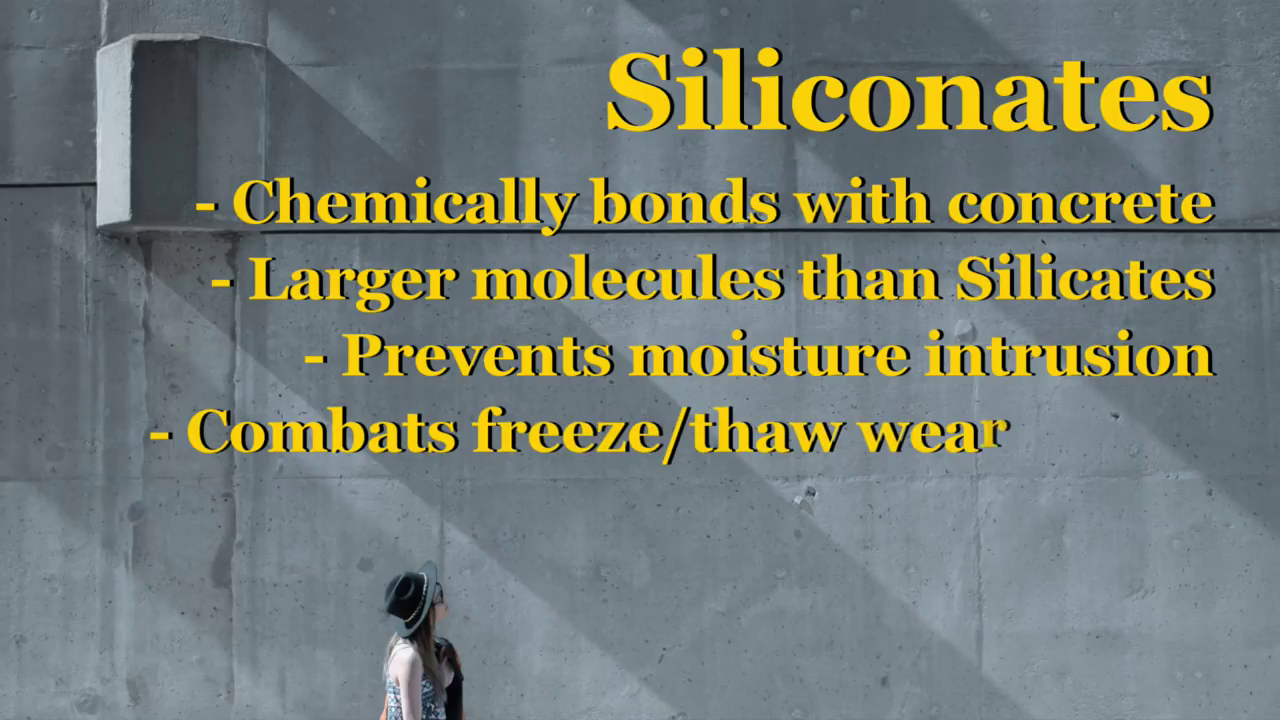 Siliconates
- Chemically bonds with concrete
- Larger molecules than Silicates
- Prevents moisture intrusion
- Combats freeze/thaw wear